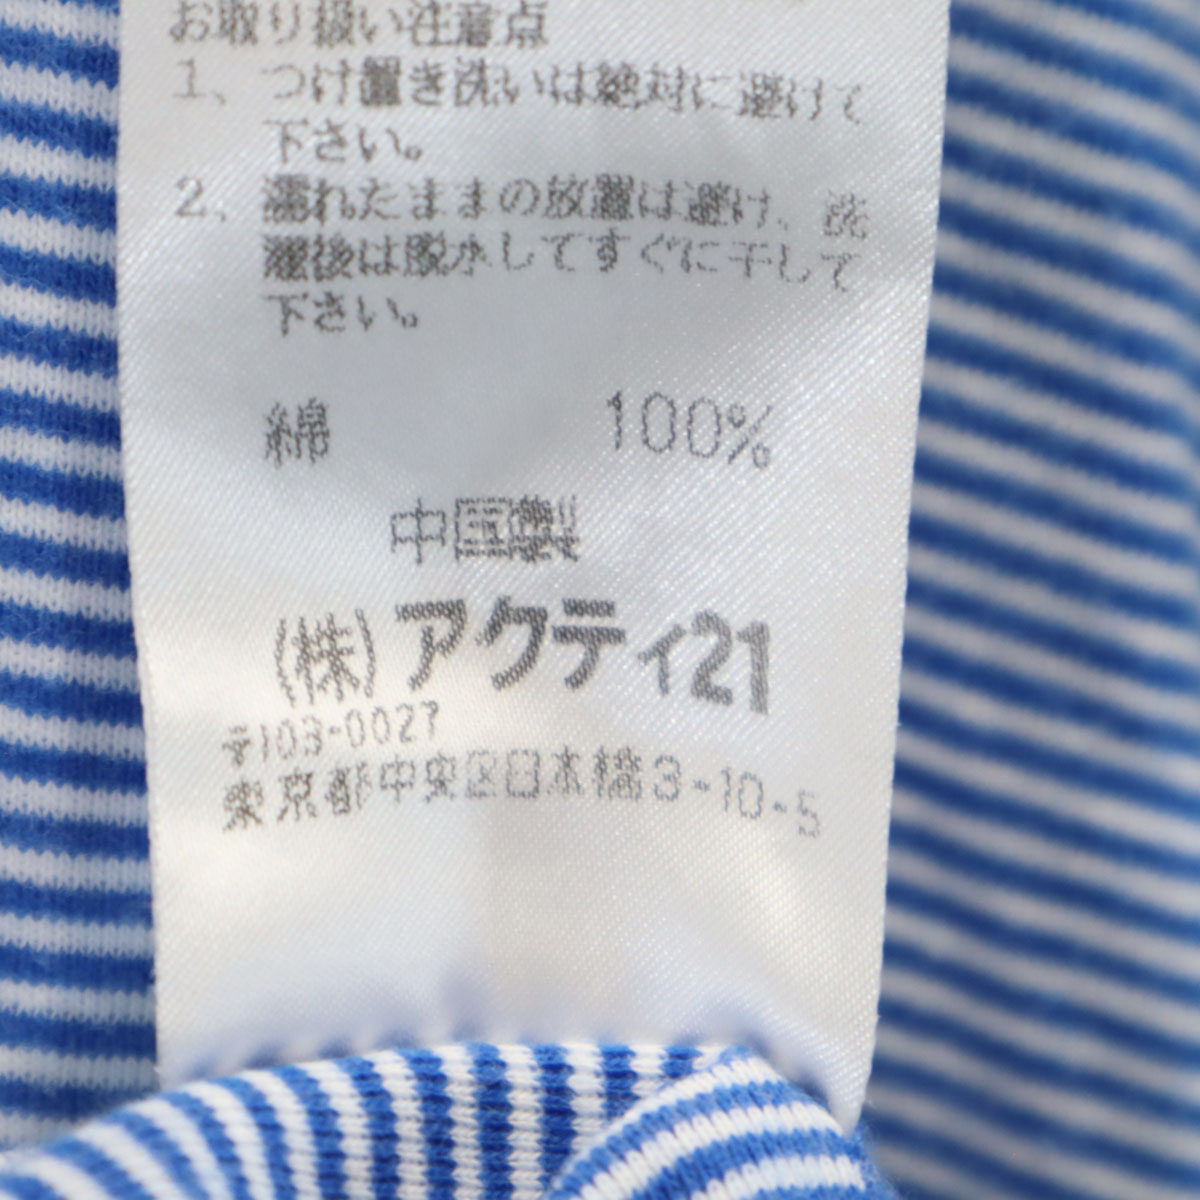 お取り扱い注意点
1、つけ置き洗いは絶対に避けて
下さい。
2、濡れたままの放置は避け、洗
濯後は脱水してすぐに干して
下さい。
綿 100%
中国製
(株)アクティ21
〒103-0027
東京都中央区日本橋3-10-5